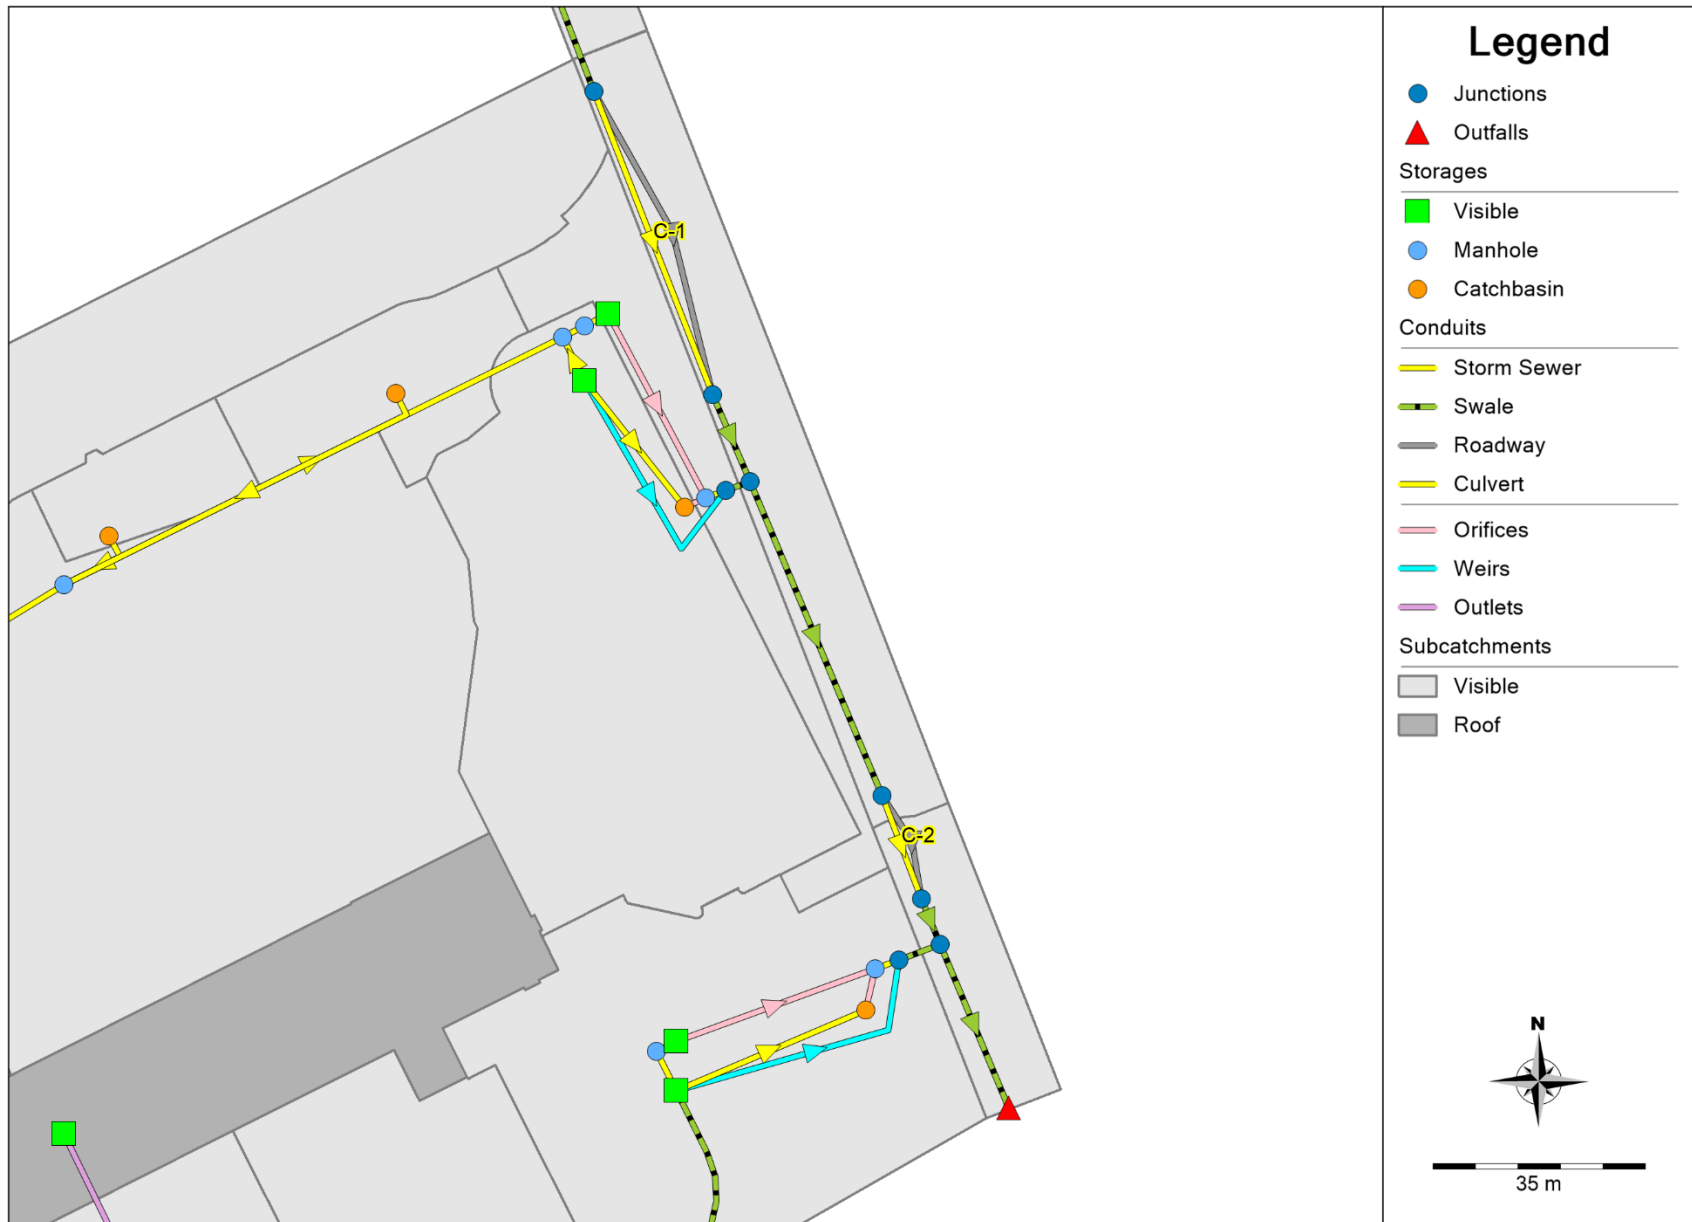 C-1
C-2
Legend
Junctions
Outfalls
Storages
Visible
Manhole
Catchbasin
Conduits
Storm Sewer
Swale
Roadway
Culvert
Orifices
Weirs
Outlets
Subcatchments
Visible
Roof
N
35 m